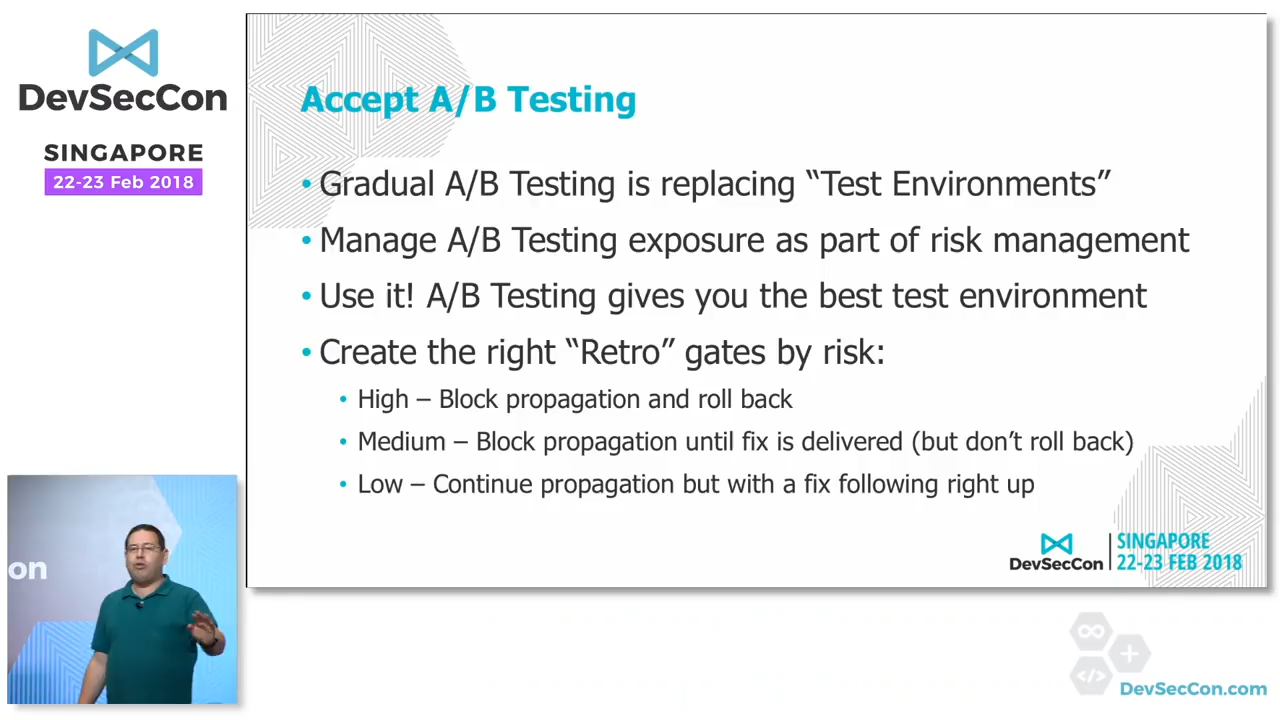 DevSecCon
SINGAPORE
22-23 Feb 2018
Accept A/B Testing
• Gradual A/B Testing is replacing “Test Environments”
• Manage A/B Testing exposure as part of risk management
• Use it! A/B Testing gives you the best test environment
• Create the right “Retro” gates by risk:
• High – Block propagation and roll back
• Medium – Block propagation until fix is delivered (but don’t roll back)
• Low – Continue propagation but with a fix following right up
DevSecCon
SINGAPORE
22-23 FEB 2018
on
DevSecCon.com